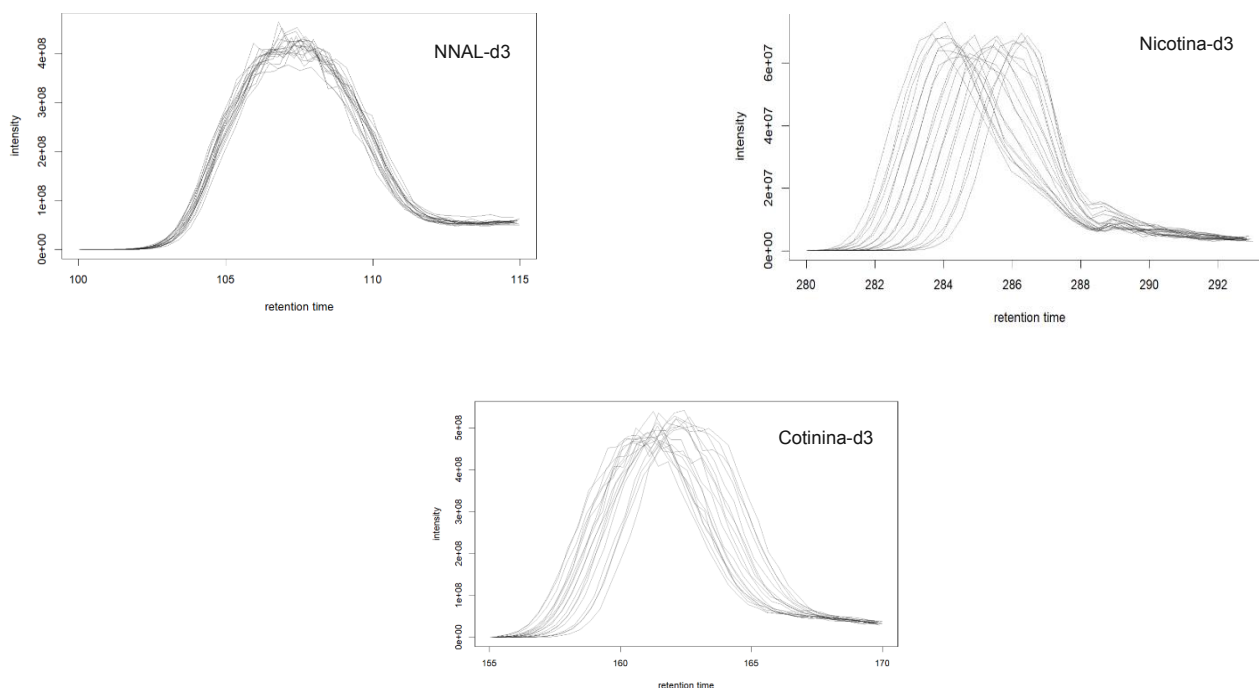 NNAL-d3
intensity
0e+00
1e+08
2e+08
3e+08
4e+08
100
105
110
115
retention time
Nicotina-d3
intensity
0e+00
2e+07
4e+07
6e+07
280
282
284
286
288
290
292
retention time
Cotinina-d3
intensity
0e+00
1e+08
2e+08
3e+08
4e+08
5e+08
155
160
165
170
retention time